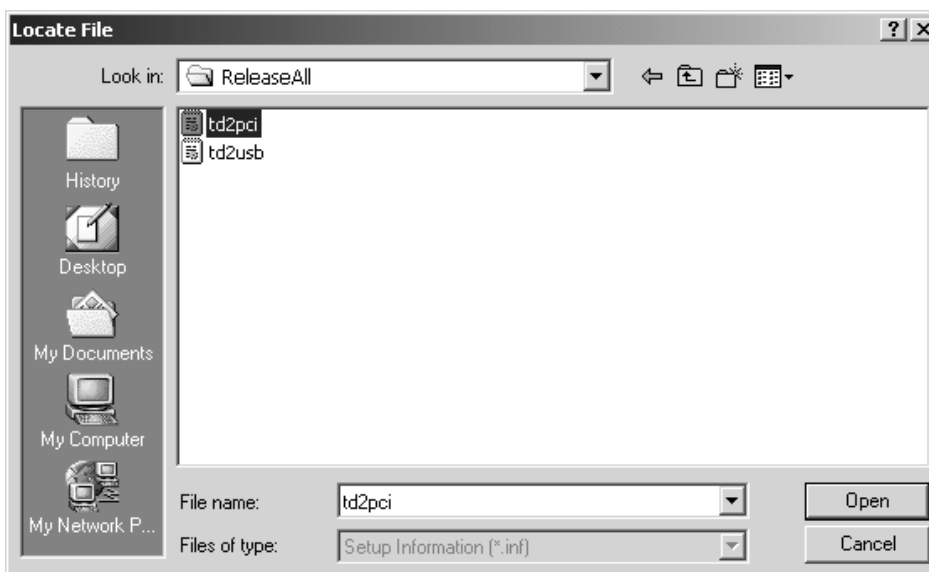 Locate File
Look in: ReleaseAll
td2pci
td2usb
History
Desktop
My Documents
My Computer
My Network P...
File name: td2pci Open
Files of type: Setup Information (*.inf) Cancel